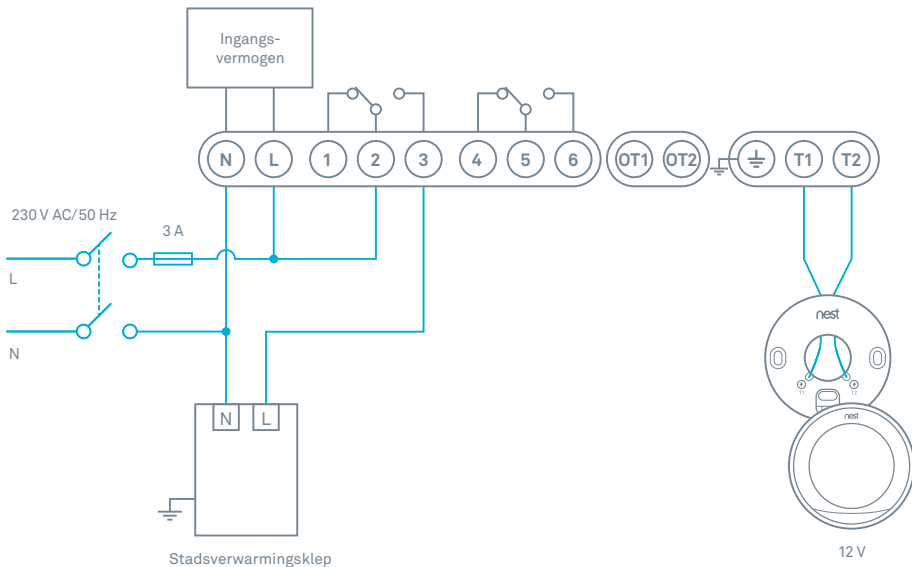 Ingangs-
vermogen
N L 1 2 3 4 5 6 OT1 OT2 T1 T2
230 V AC/50 Hz
3 A
L
N
nest
T1 T2
nest
N L
12 V
Stadsverwarmingsklep